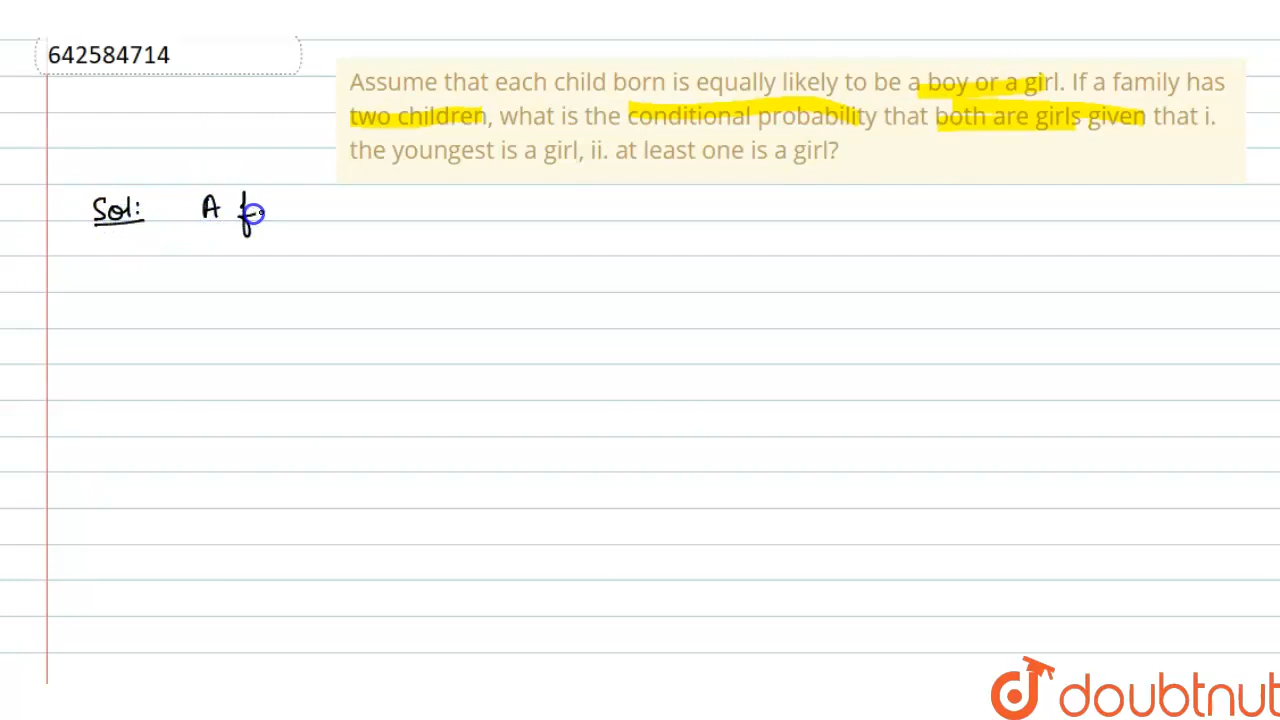 642584714
Assume that each child born is equally likely to be a boy or a girl. If a family has
two children, what is the conditional probability that both are girls given that i.
the youngest is a girl, ii. at least one is a girl?
Sol: A f
doubtnut